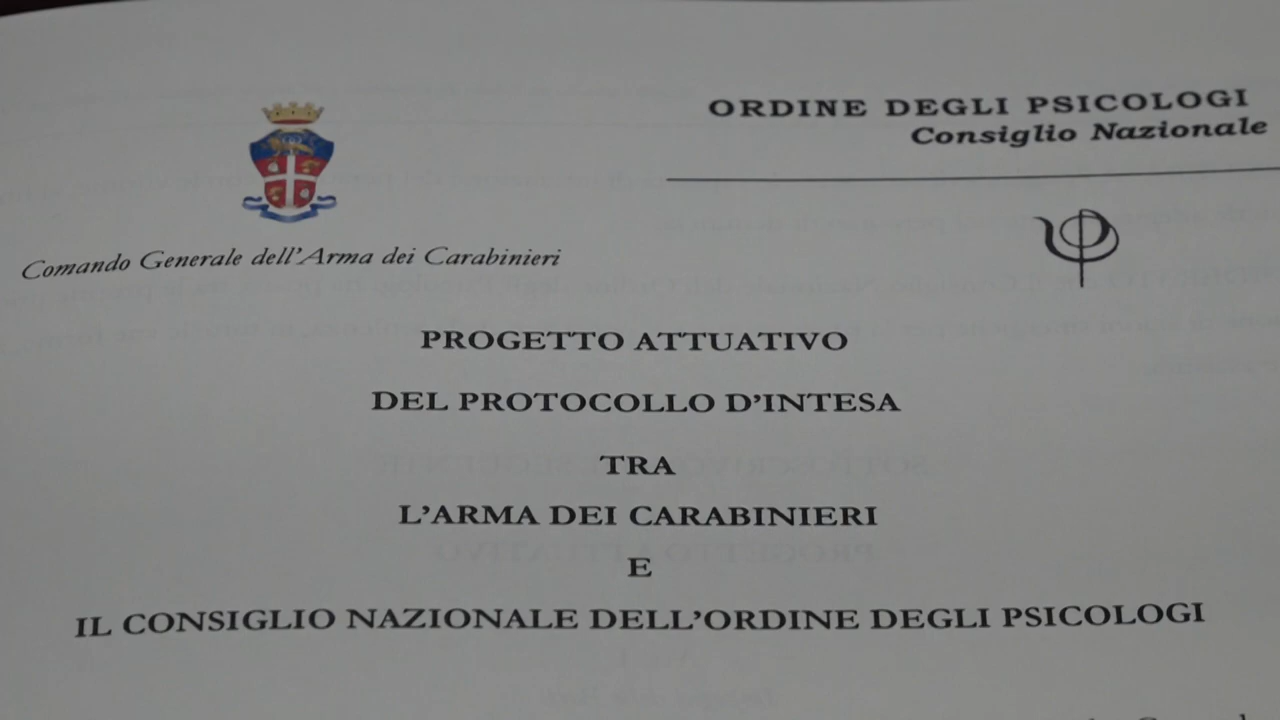 ORDINE DEGLI PSICOLOGI
Consiglio Nazionale
Comando Generale dell'Arma dei Carabinieri
PROGETTO ATTUATIVO
DEL PROTOCOLLO D'INTESA
TRA
L'ARMA DEI CARABINIERI
E
IL CONSIGLIO NAZIONALE DELL'ORDINE DEGLI PSICOLOGI